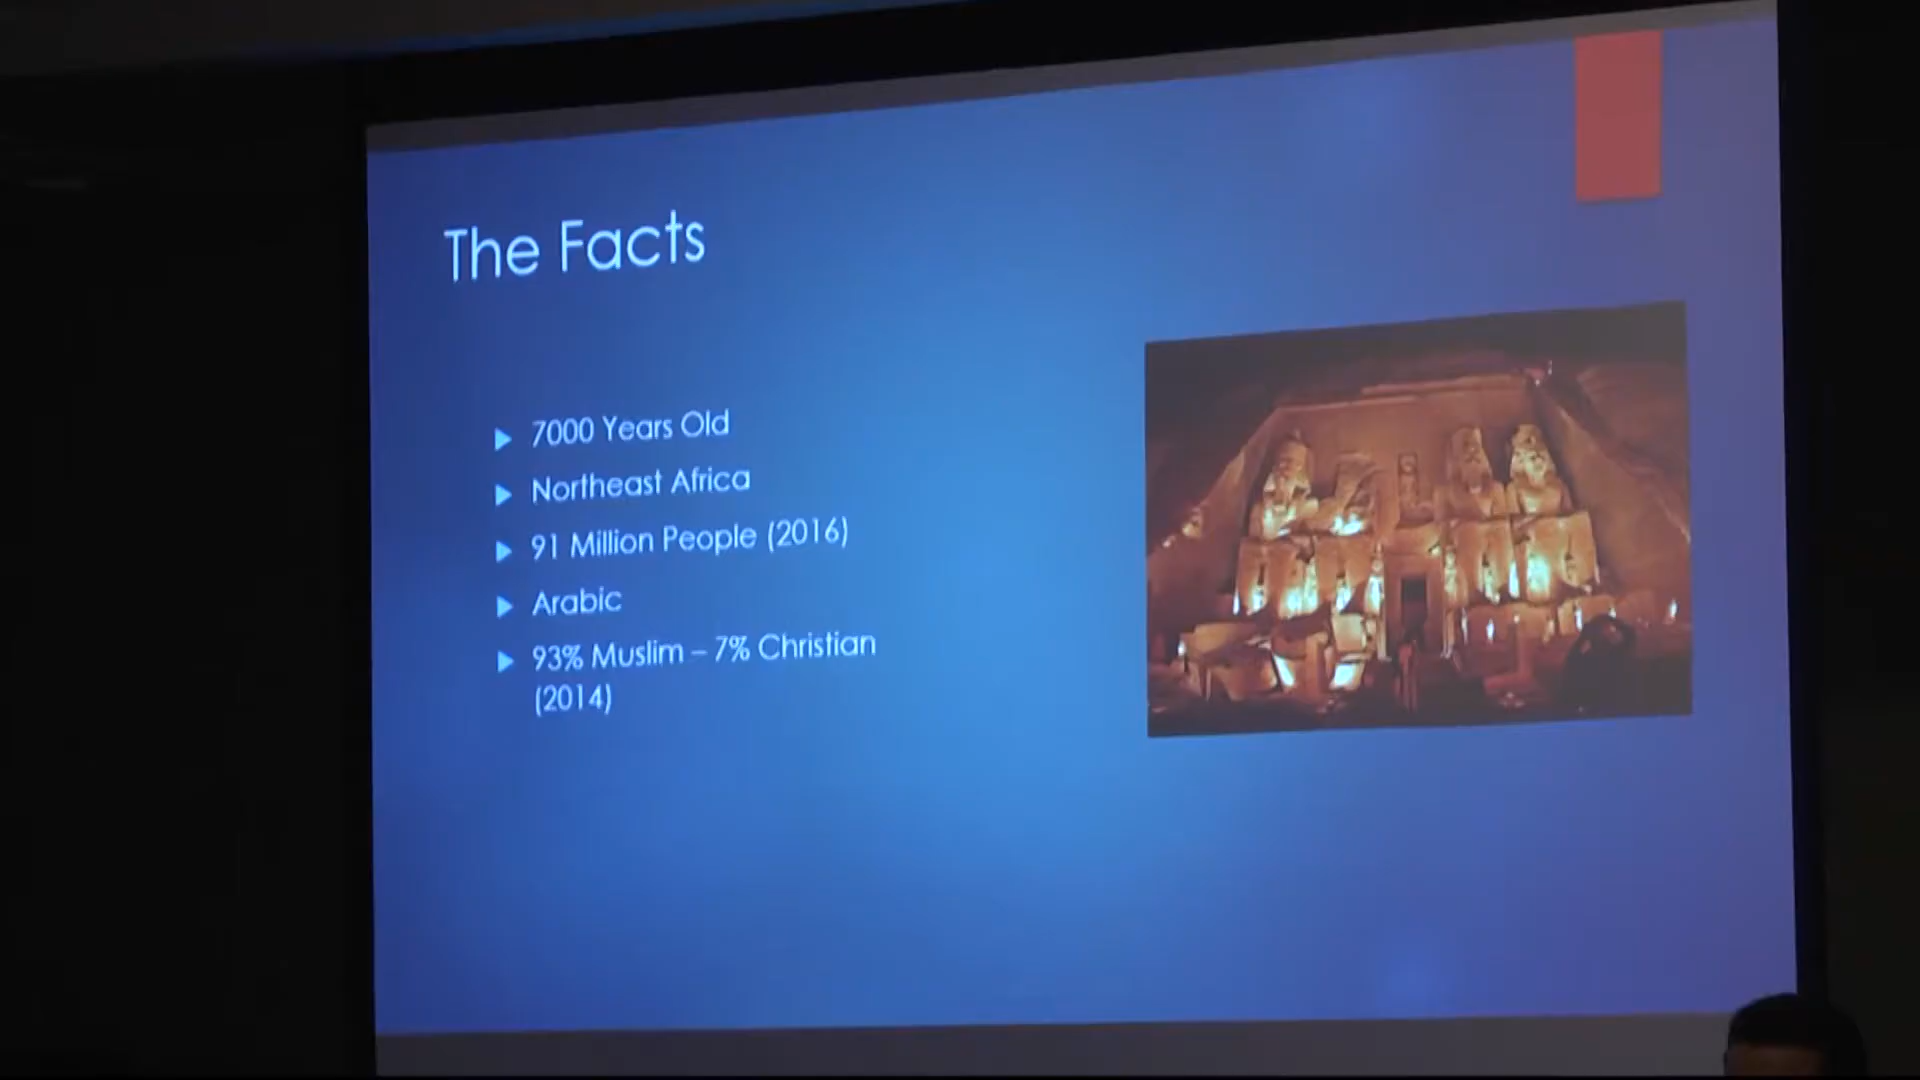 The Facts
7000 Years Old
Northeast Africa
91 Million People (2016)
Arabic
93% Muslim – 7% Christian
(2014)